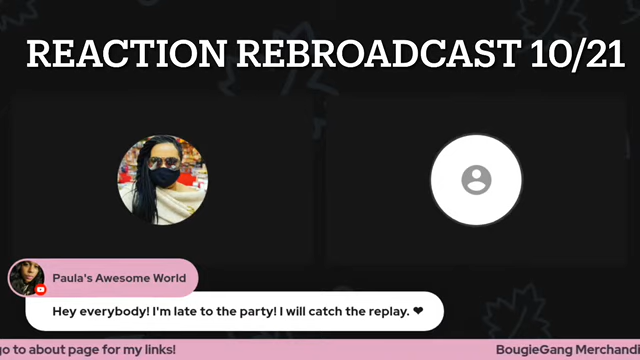 REACTION REBROADCAST 10/21
Paula's Awesome World
Hey everybody! I'm late to the party! I will catch the replay. ❤
go to about page for my links! BougieGang Merchandi